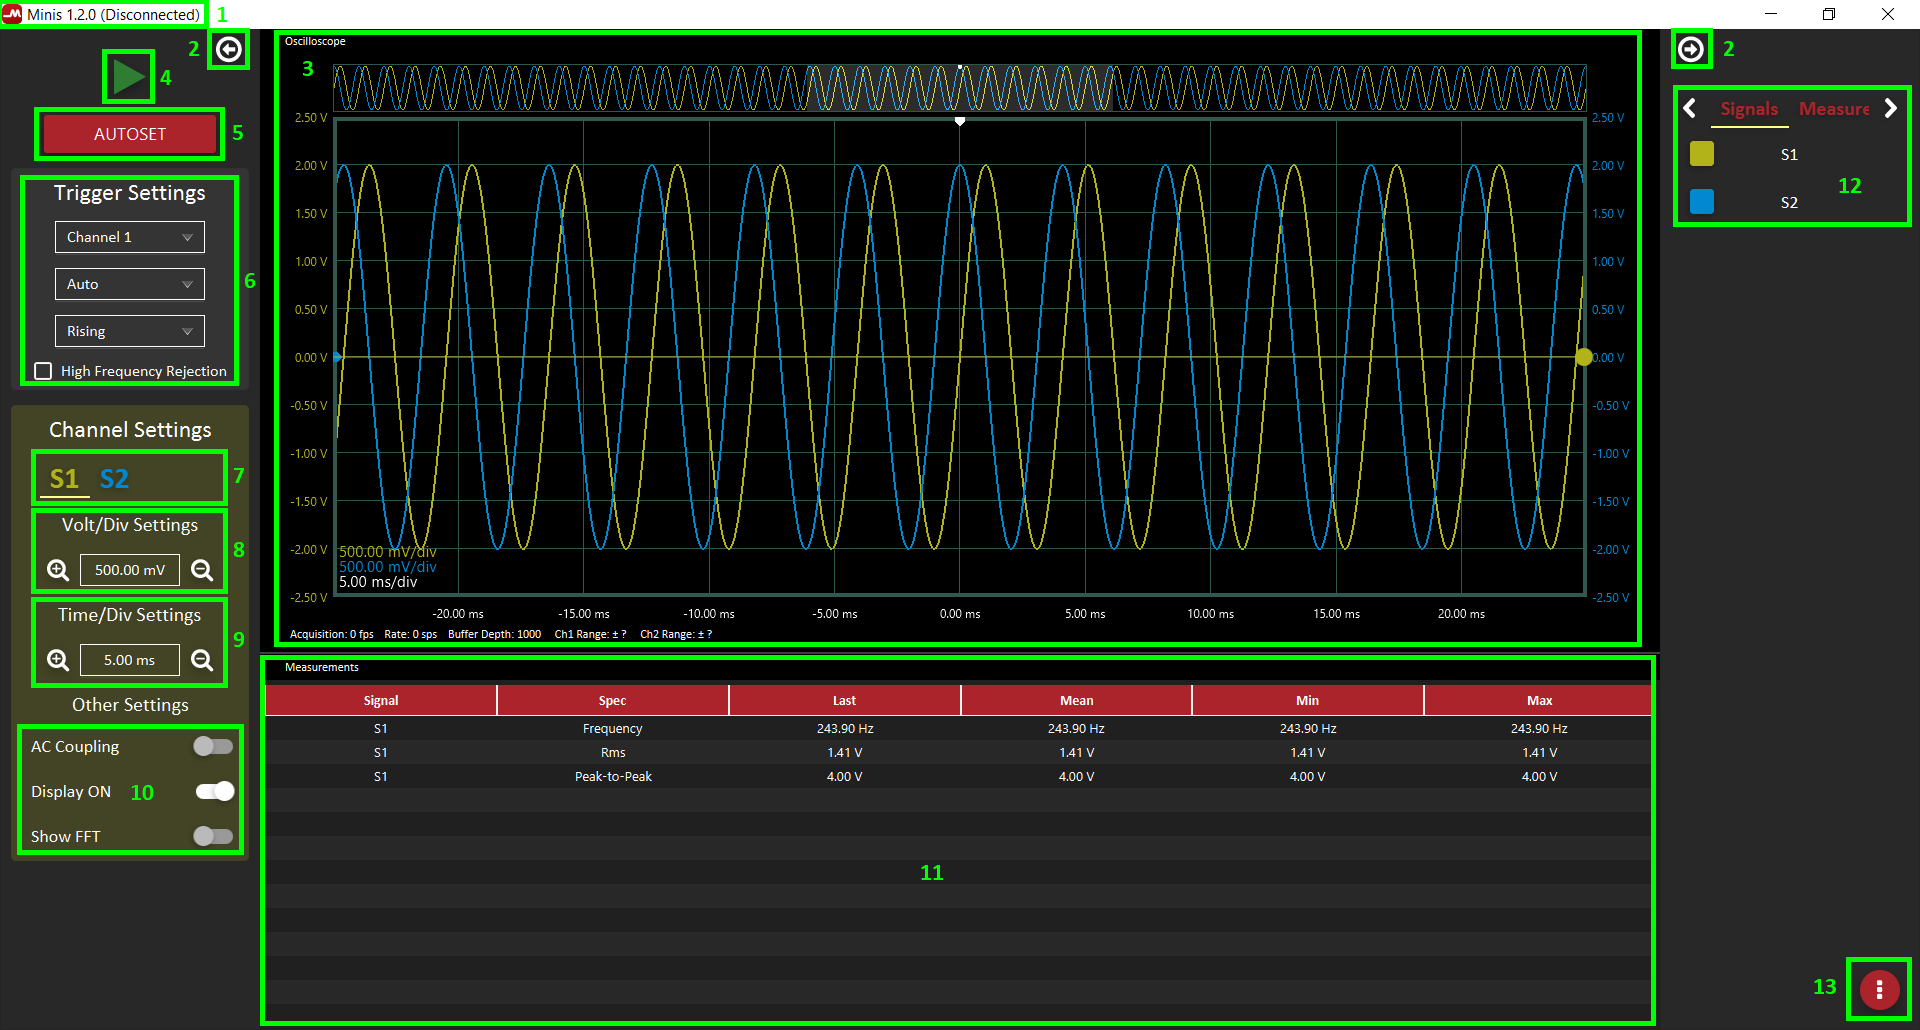 Minis 1.2.0 (Disconnected)
1
2
4
AUTOSET
5
Trigger Settings
Channel 1
Auto
6
Rising
High Frequency Rejection
Channel Settings
S1 S2
7
Volt/Div Settings
8
500.00 mV
Time/Div Settings
9
5.00 ms
Other Settings
AC Coupling
Display ON
10
Show FFT
Oscilloscope
3
2.50 V
2.00 V
1.50 V
1.00 V
0.50 V
0.00 V
-0.50 V
-1.00 V
-1.50 V
-2.00 V
-2.50 V
500.00 mV/div
500.00 mV/div
5.00 ms/div
2.50 V
2.00 V
1.50 V
1.00 V
0.50 V
0.00 V
-0.50 V
-1.00 V
-1.50 V
-2.00 V
-2.50 V
-20.00 ms -15.00 ms -10.00 ms -5.00 ms 0.00 ms 5.00 ms 10.00 ms 15.00 ms 20.00 ms
Acquisition: 0 fps Rate: 0 sps Buffer Depth: 1000 Ch1 Range: ± ? Ch2 Range: ± ?
Measurements
Signal Spec Last Mean Min Max
S1 Frequency 243.90 Hz 243.90 Hz 243.90 Hz 243.90 Hz
S1 Rms 1.41 V 1.41 V 1.41 V 1.41 V
S1 Peak-to-Peak 4.00 V 4.00 V 4.00 V 4.00 V
11
2
Signals Measure
S1
12
S2
13